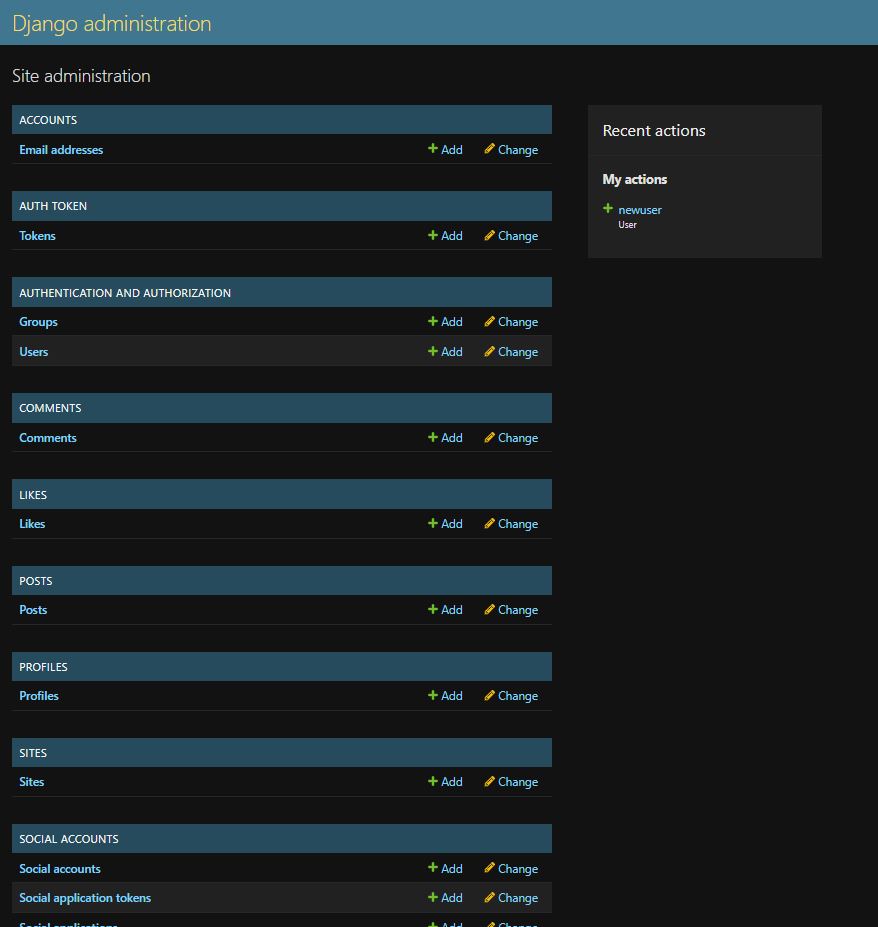 Django administration
Site administration
ACCOUNTS
Email addresses Add Change
AUTH TOKEN
Tokens Add Change
AUTHENTICATION AND AUTHORIZATION
Groups Add Change
Users Add Change
COMMENTS
Comments Add Change
LIKES
Likes Add Change
POSTS
Posts Add Change
PROFILES
Profiles Add Change
SITES
Sites Add Change
SOCIAL ACCOUNTS
Social accounts Add Change
Social application tokens Add Change
Social applications Add Change
Recent actions
My actions
newuser
User